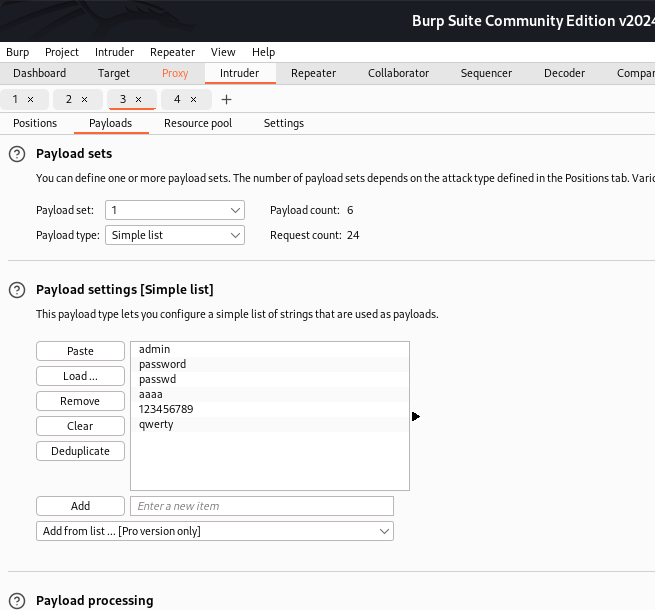 Burp Suite Community Edition v2024
Burp Project Intruder Repeater View Help
Dashboard Target Proxy Intruder Repeater Collaborator Sequencer Decoder
1 × 2 × 3 × 4 × +
Positions Payloads Resource pool Settings
? Payload sets
You can define one or more payload sets. The number of payload sets depends on the attack type defined in the Positions tab.
Payload set: 1 Payload count: 6
Payload type: Simple list Request count: 24
? Payload settings [Simple list]
This payload type lets you configure a simple list of strings that are used as payloads.
Paste
Load ...
Remove
Clear
Deduplicate
admin
password
passwd
aaaa
123456789
qwerty
Add Enter a new item
Add from list ... [Pro version only]
? Payload processing